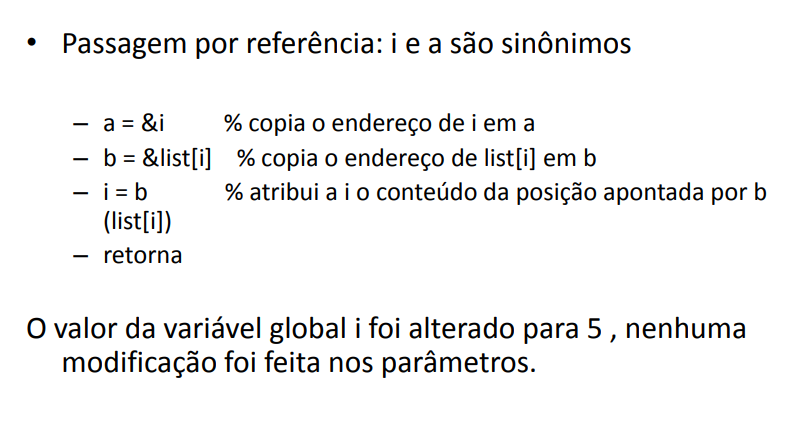 • Passagem por referência: i e a são sinônimos
– a = &i % copia o endereço de i em a
– b = &list[i] % copia o endereço de list[i] em b
– i = b % atribui a i o conteúdo da posição apontada por b
(list[i])
– retorna
O valor da variável global i foi alterado para 5 , nenhuma
modificação foi feita nos parâmetros.